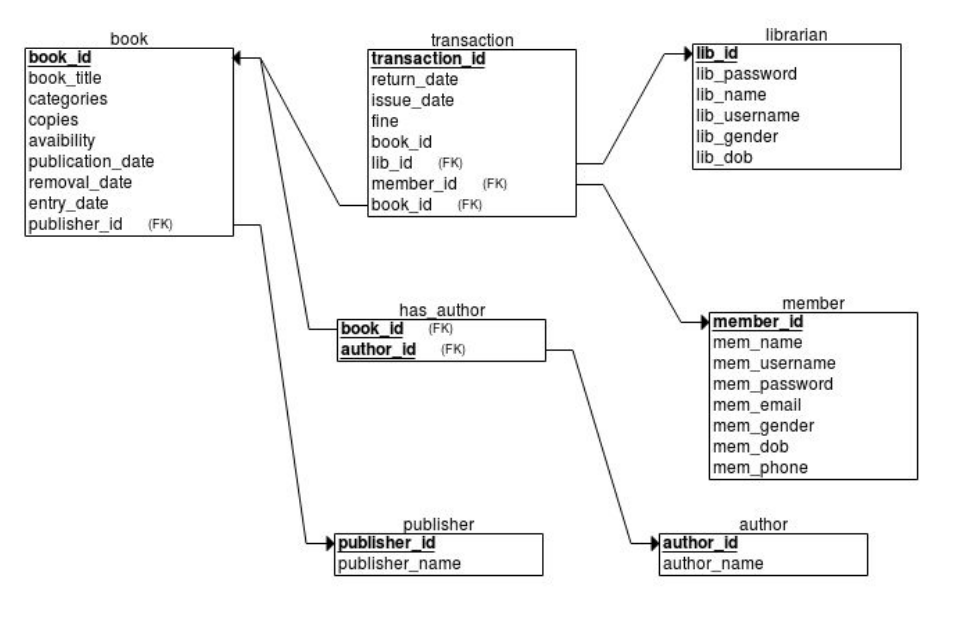 book
book_id
book_title
categories
copies
avaibility
publication_date
removal_date
entry_date
publisher_id (FK)
transaction
transaction_id
return_date
issue_date
fine
book_id
lib_id (FK)
member_id (FK)
book_id (FK)
librarian
lib_id
lib_password
lib_name
lib_username
lib_gender
lib_dob
has_author
book_id (FK)
author_id (FK)
member
member_id
mem_name
mem_username
mem_password
mem_email
mem_gender
mem_dob
mem_phone
publisher
publisher_id
publisher_name
author
author_id
author_name